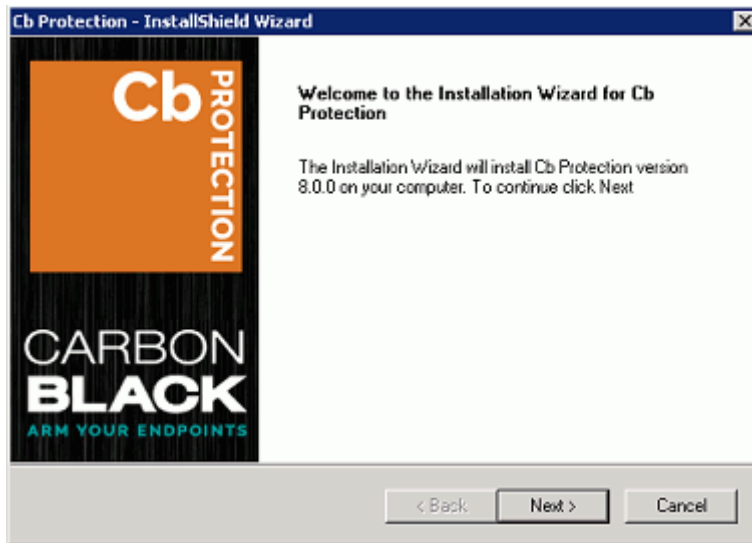 Cb Protection - InstallShield Wizard
Cb PROTECTION
CARBON
BLACK
ARM YOUR ENDPOINTS
Welcome to the Installation Wizard for Cb
Protection
The Installation Wizard will install Cb Protection version
8.0.0 on your computer. To continue click Next
< Back
Next >
Cancel